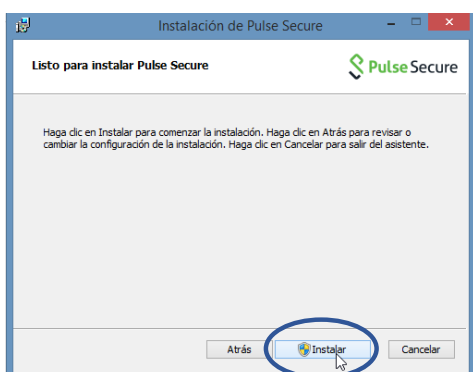 Instalación de Pulse Secure
Listo para instalar Pulse Secure
Pulse Secure
Haga clic en Instalar para comenzar la instalación. Haga clic en Atrás para revisar o
cambiar la configuración de la instalación. Haga clic en Cancelar para salir del asistente.
Atrás
Instalar
Cancelar